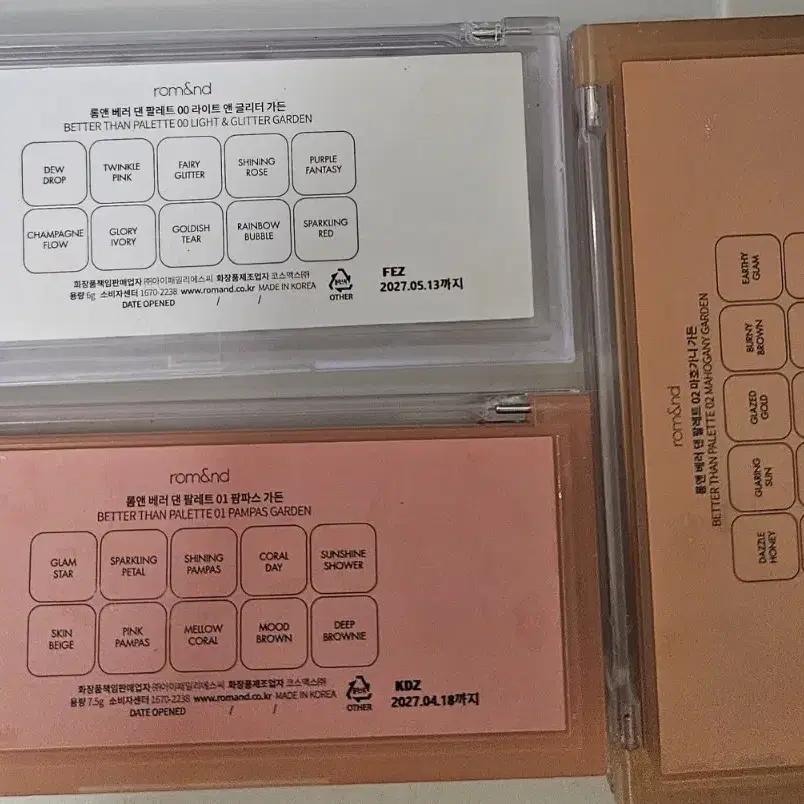 rom&nd
롬앤 베러 댄 팔레트 00 라이트 앤 글리터 가든
BETTER THAN PALETTE 00 LIGHT & GLITTER GARDEN
DEW DROP
TWINKLE PINK
FAIRY GLITTER
SHINING ROSE
PURPLE FANTASY
CHAMPAGNE FLOW
GLORY IVORY
GOLDISH TEAR
RAINBOW BUBBLE
SPARKLING RED
화장품책임판매업자 ㈜아이패밀리에스씨 화장품제조업자 코스맥스㈜
용량 6g 소비자센터 1670-2238 www.romand.co.kr MADE IN KOREA
DATE OPENED / /
OTHER
FEZ
2027.05.13까지
rom&nd
롬앤 베러 댄 팔레트 01 팜파스 가든
BETTER THAN PALETTE 01 PAMPAS GARDEN
GLAM STAR
SPARKLING PETAL
SHINING PAMPAS
CORAL DAY
SUNSHINE SHOWER
SKIN BEIGE
PINK PAMPAS
MELLOW CORAL
MOOD BROWN
DEEP BROWNIE
화장품책임판매업자 ㈜아이패밀리에스씨 화장품제조업자 코스맥스㈜
용량 7.5g 소비자센터 1670-2238 www.romand.co.kr MADE IN KOREA
DATE OPENED / /
OTHER
KDZ
2027.04.18까지
rom&nd
롬앤 베러 댄 팔레트 02 마호가니 가든
BETTER THAN PALETTE 02 MAHOGANY GARDEN
DAZZLE HONEY
GLARING SUN
GLAZED GOLD
BURNY BROWN
EARTHY GLAM